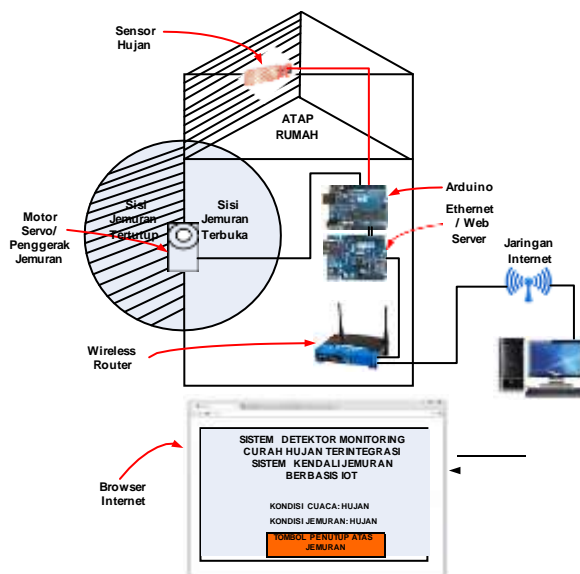 Sensor
Hujan
ATAP
RUMAH
Sisi
Jemuran
Tertutup
Sisi
Jemuran
Terbuka
Motor
Servo/
Penggerak
Jemuran
Arduino
Ethernet
/ Web
Server
Jaringan
Internet
Wireless
Router
SISTEM DETEKTOR MONITORING
CURAH HUJAN TERINTEGRASI
SISTEM KENDALI JEMURAN
BERBASIS IOT
Browser
Internet
KONDISI CUACA: HUJAN
KONDISI JEMURAN: HUJAN
TOMBOL PENUTUP ATAS
JEMURAN